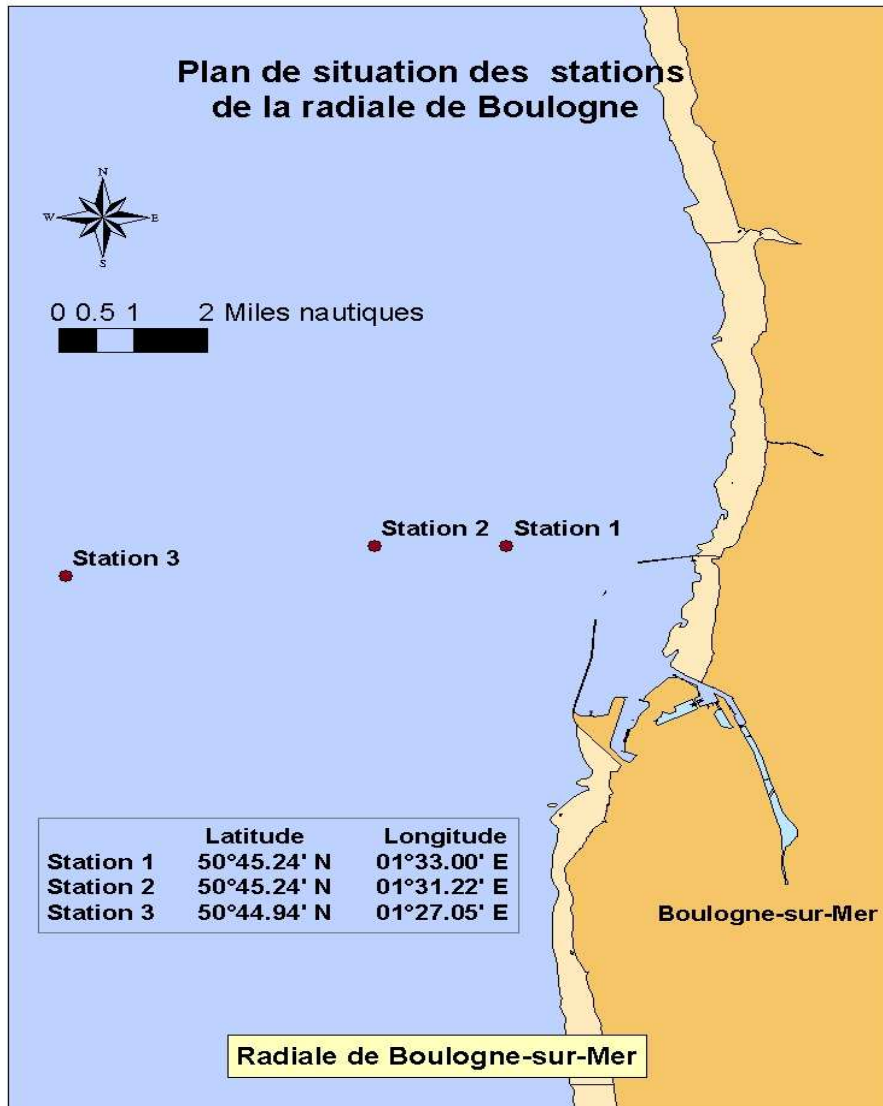 Plan de situation des stations
de la radiale de Boulogne
N
W E
S
0 0.5 1 2 Miles nautiques
Station 2 Station 1
Station 3
Latitude Longitude
Station 1 50°45.24' N 01°33.00' E
Station 2 50°45.24' N 01°31.22' E
Station 3 50°44.94' N 01°27.05' E
Boulogne-sur-Mer
Radiale de Boulogne-sur-Mer